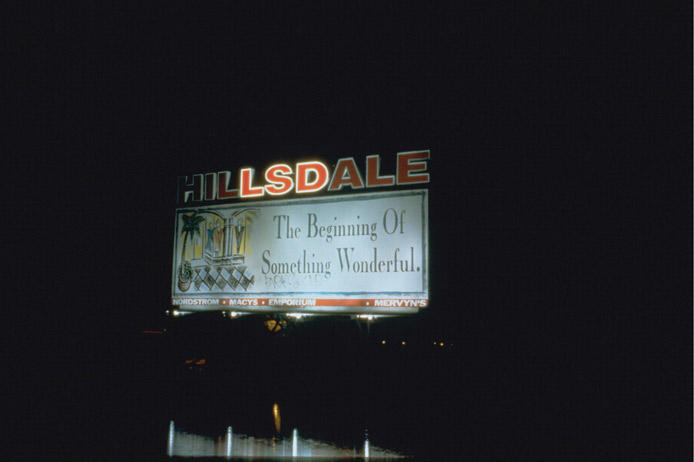 HILLSDALE
The Beginning Of
Something Wonderful.
NORDSTROM • MACYS • EMPORIUM • MERVYN'S